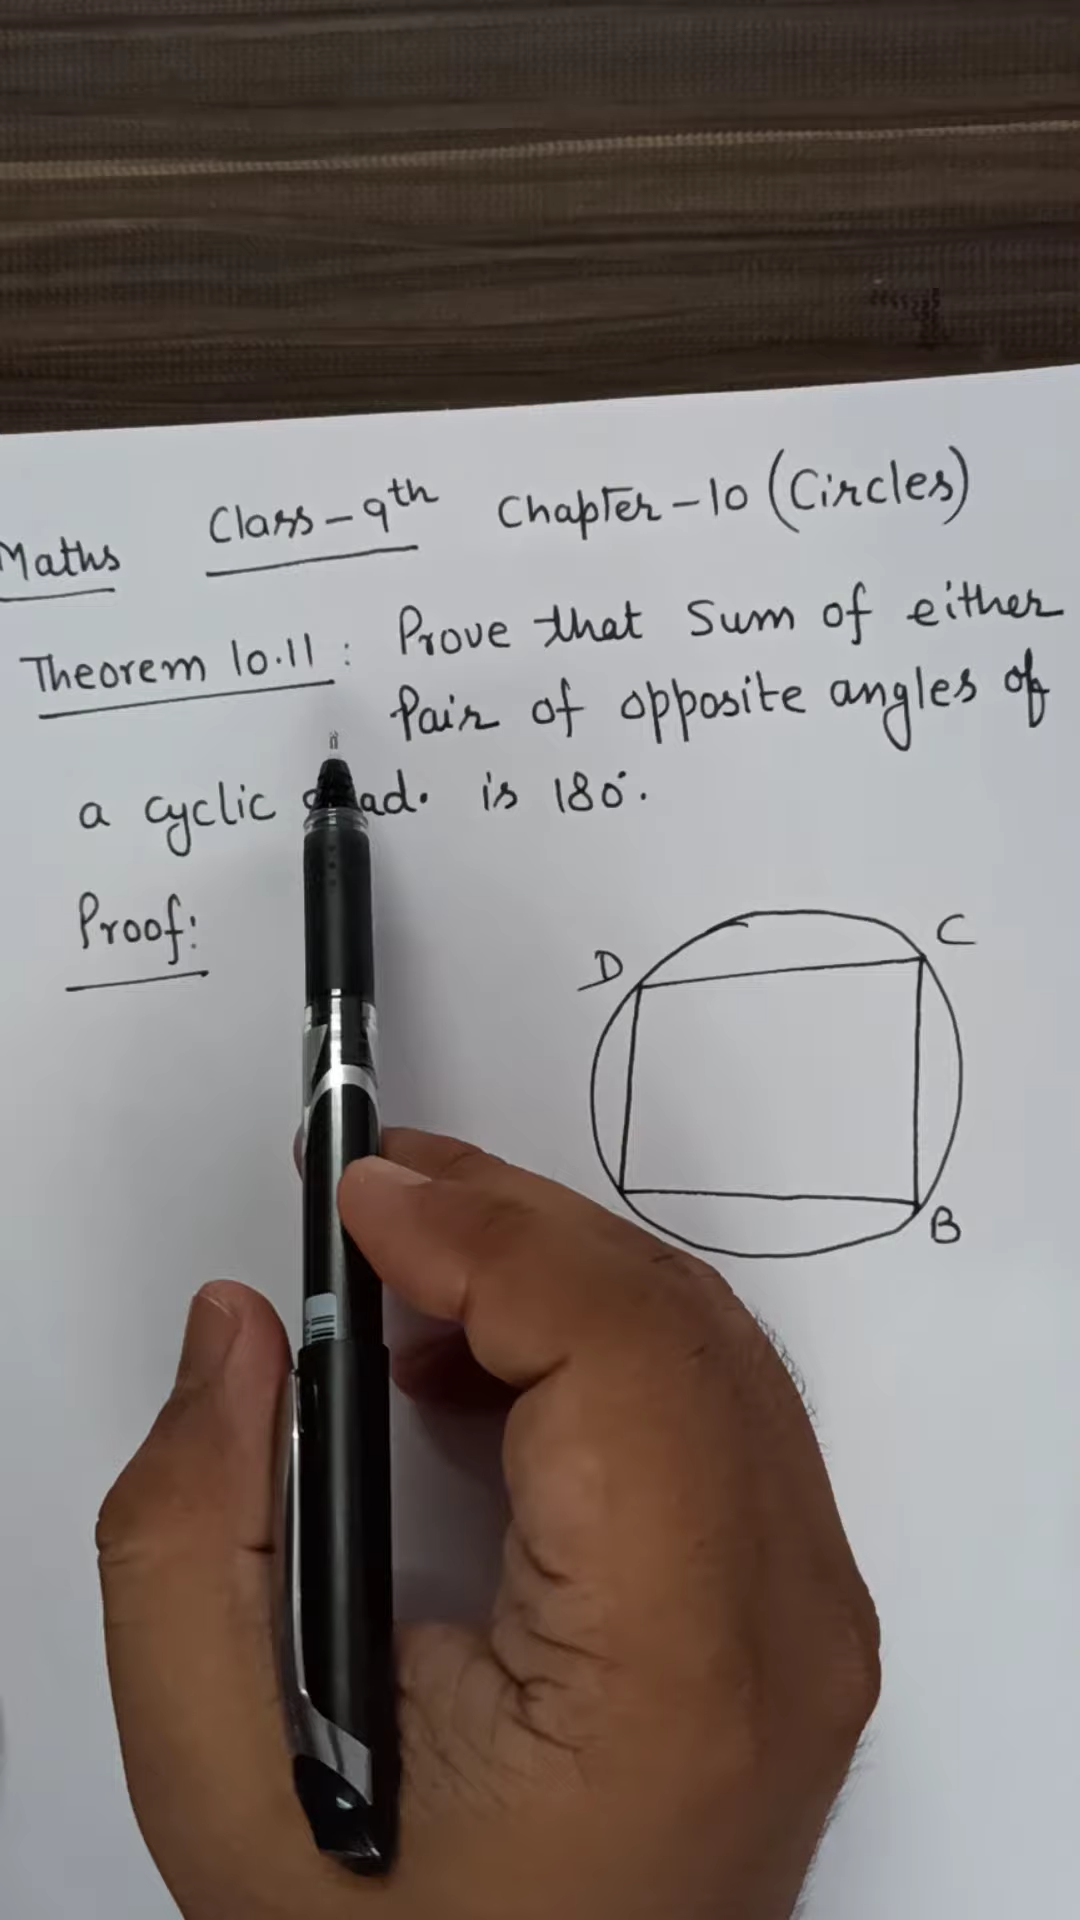 Maths Class-9th Chapter-10 (Circles)
Theorem 10.11: Prove that Sum of either
Pair of opposite angles of
a cyclic is 180°.
Proof:
D C
B